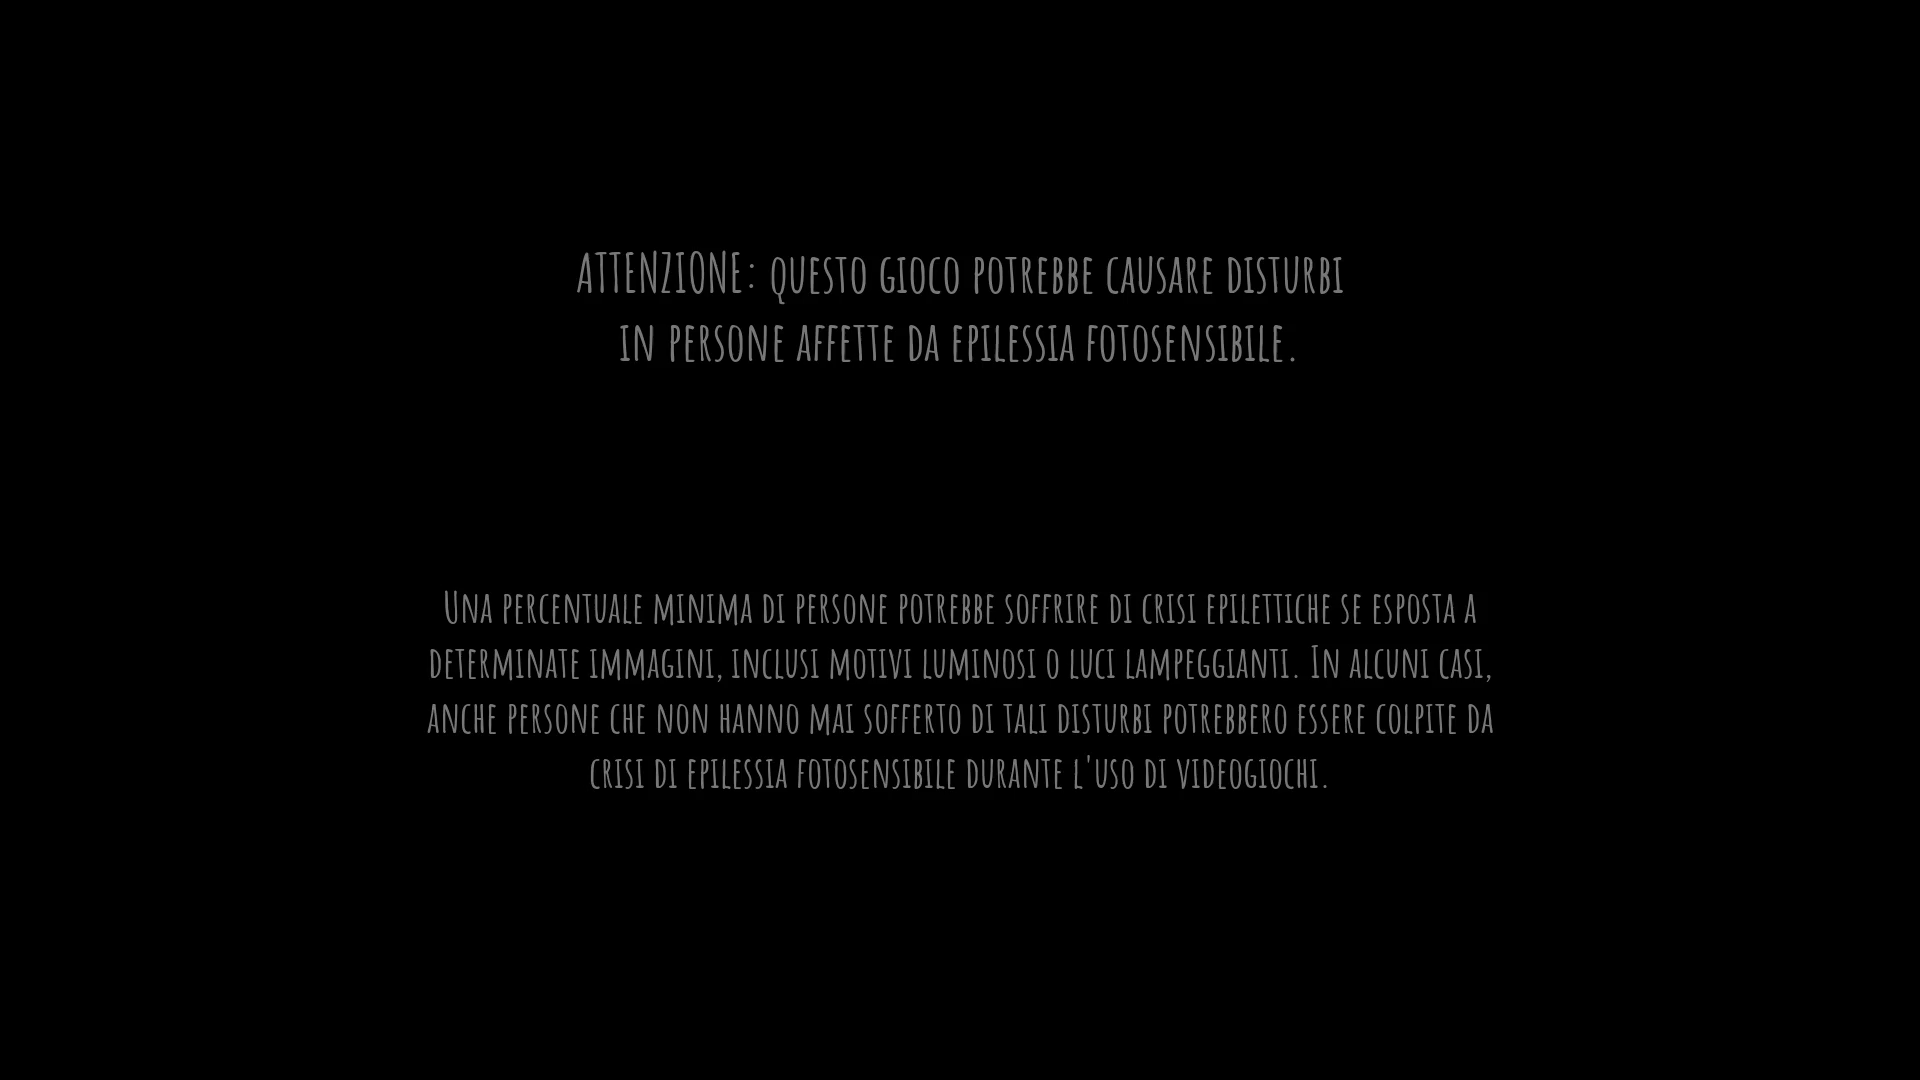 ATTENZIONE: questo gioco potrebbe causare disturbi
in persone affette da epilessia fotosensibile.
Una percentuale minima di persone potrebbe soffrire di crisi epilettiche se esposta a
determinate immagini, inclusi motivi luminosi o luci lampeggianti. In alcuni casi,
anche persone che non hanno mai sofferto di tali disturbi potrebbero essere colpite da
crisi di epilessia fotosensibile durante l'uso di videogiochi.